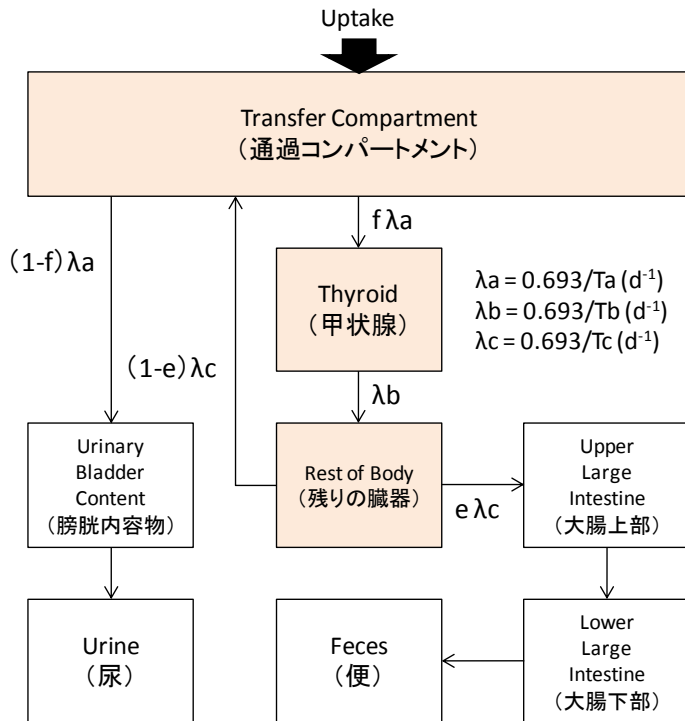 Uptake
Transfer Compartment
（通過コンパートメント）
(1-f)λa
fλa
Thyroid
（甲状腺）
λa = 0.693/Ta (d⁻¹)
λb = 0.693/Tb (d⁻¹)
λc = 0.693/Tc (d⁻¹)
(1-e)λc
λb
Urinary
Bladder
Content
（膀胱内容物）
Rest of Body
（残りの臓器）
e λc
Upper
Large
Intestine
（大腸上部）
Urine
（尿）
Feces
（便）
Lower
Large
Intestine
（大腸下部）